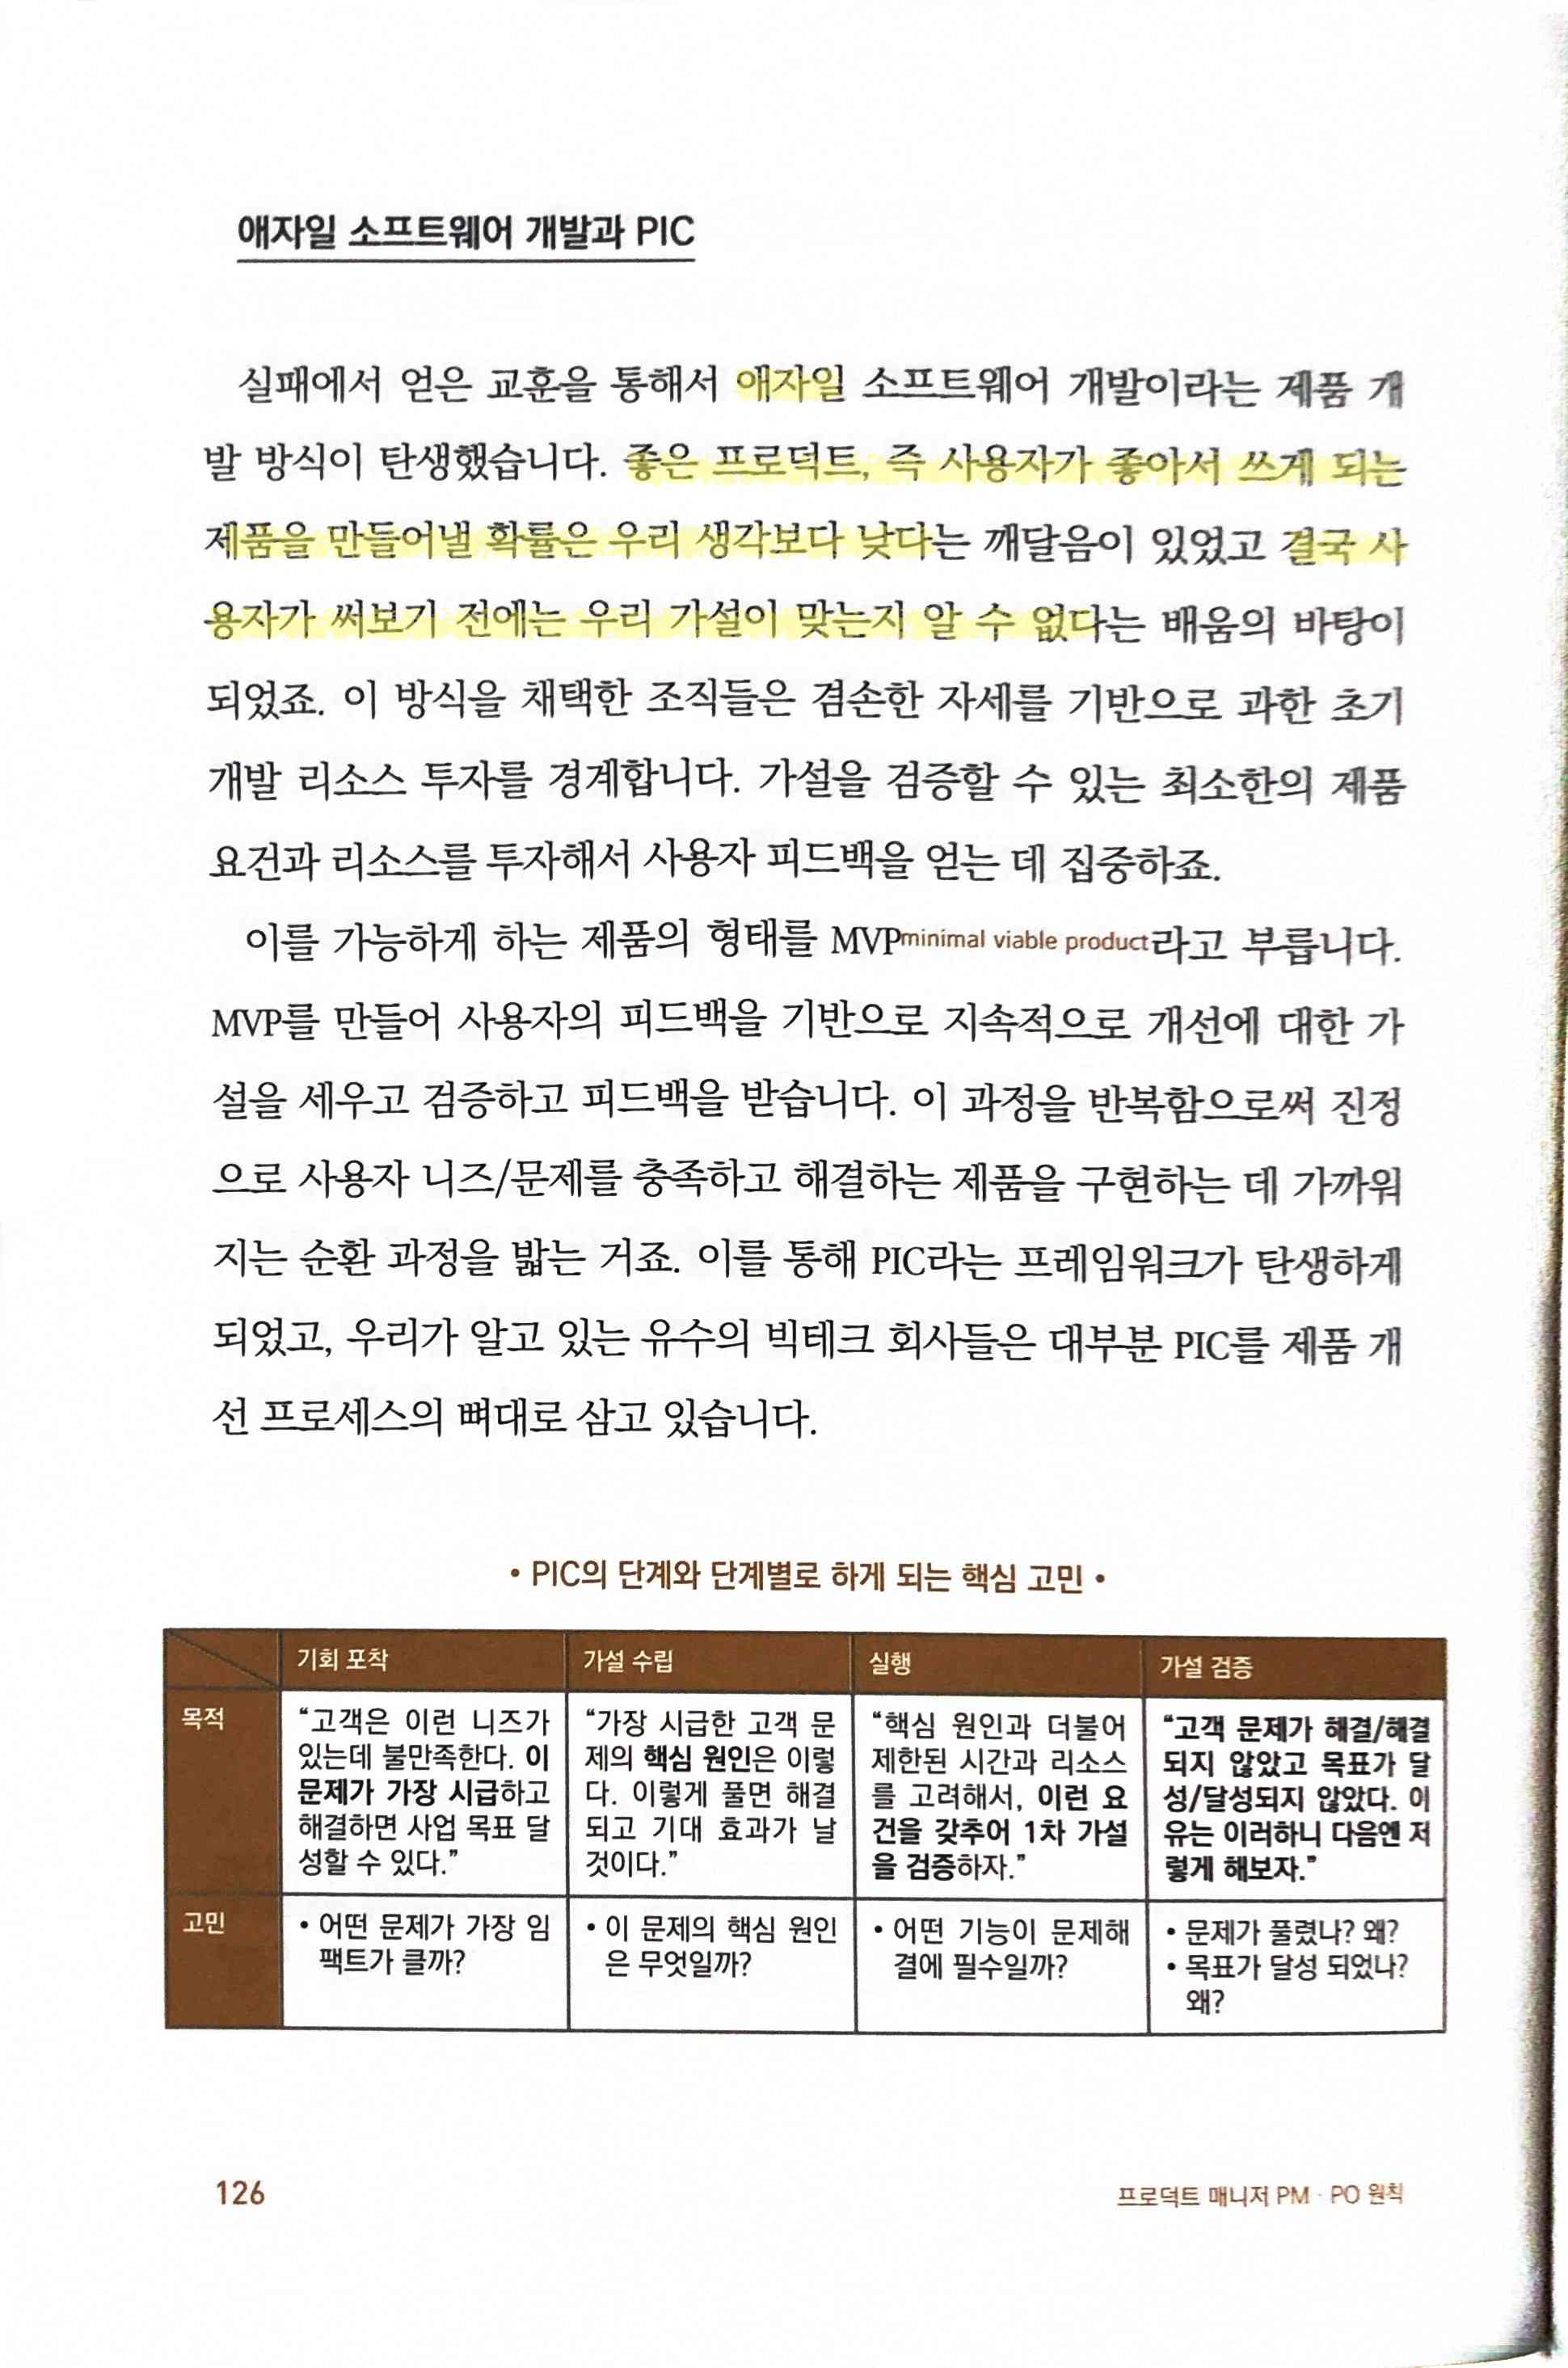 애자일 소프트웨어 개발과 PIC
실패에서 얻은 교훈을 통해서 애자일 소프트웨어 개발이라는 제품 개
발 방식이 탄생했습니다. 좋은 프로덕트, 즉 사용자가 좋아서 쓰게 되는
제품을 만들어낼 확률은 우리 생각보다 낮다는 깨달음이 있었고 결국 사
용자가 써보기 전에는 우리 가설이 맞는지 알 수 없다는 배움의 바탕이
되었죠. 이 방식을 채택한 조직들은 겸손한 자세를 기반으로 과한 초기
개발 리소스 투자를 경계합니다. 가설을 검증할 수 있는 최소한의 제품
요건과 리소스를 투자해서 사용자 피드백을 얻는 데 집중하죠.
이를 가능하게 하는 제품의 형태를 MVPminimal viable product라고 부릅니다.
MVP를 만들어 사용자의 피드백을 기반으로 지속적으로 개선에 대한 가
설을 세우고 검증하고 피드백을 받습니다. 이 과정을 반복함으로써 진정
으로 사용자 니즈/문제를 충족하고 해결하는 제품을 구현하는 데 가까워
지는 순환 과정을 밟는 거죠. 이를 통해 PIC라는 프레임워크가 탄생하게
되었고, 우리가 알고 있는 유수의 빅테크 회사들은 대부분 PIC를 제품 개
선 프로세스의 뼈대로 삼고 있습니다.
• PIC의 단계와 단계별로 하게 되는 핵심 고민 •
기회 포착
가설 수립
실행
가설 검증
목적
“고객은 이런 니즈가
있는데 불만족한다. 이
문제가 가장 시급하고
해결하면 사업 목표 달
성할 수 있다.”
“가장 시급한 고객 문
제의 핵심 원인은 이렇
다. 이렇게 풀면 해결
되고 기대 효과가 날
것이다.”
“핵심 원인과 더불어
제한된 시간과 리소스
를 고려해서, 이런 요
건을 갖추어 1차 가설
을 검증하자.”
“고객 문제가 해결/해결
되지 않았고 목표가 달
성/달성되지 않았다. 이
유는 이러하니 다음엔 저
렇게 해보자.”
고민
• 어떤 문제가 가장 임
팩트가 클까?
• 이 문제의 핵심 원인
은 무엇일까?
• 어떤 기능이 문제해
결에 필수일까?
• 문제가 풀렸나? 왜?
• 목표가 달성 되었나?
왜?
126
프로덕트 매니저 PM · PO 원칙